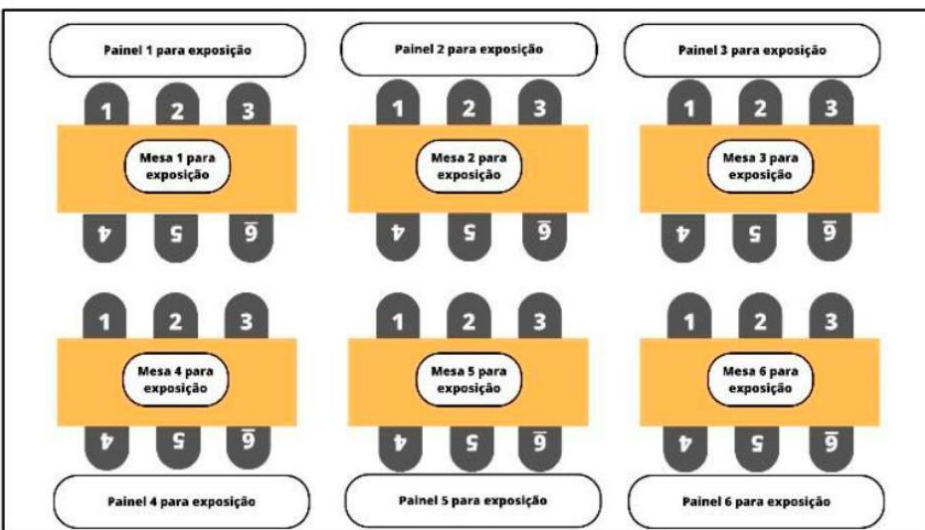 Painel 1 para exposição
Painel 2 para exposição
Painel 3 para exposição
1 2 3
1 2 3
1 2 3
Mesa 1 para
exposição
Mesa 2 para
exposição
Mesa 3 para
exposição
4 5 6
4 5 6
4 5 6
1 2 3
1 2 3
1 2 3
Mesa 4 para
exposição
Mesa 5 para
exposição
Mesa 6 para
exposição
4 5 6
4 5 6
4 5 6
Painel 4 para exposição
Painel 5 para exposição
Painel 6 para exposição